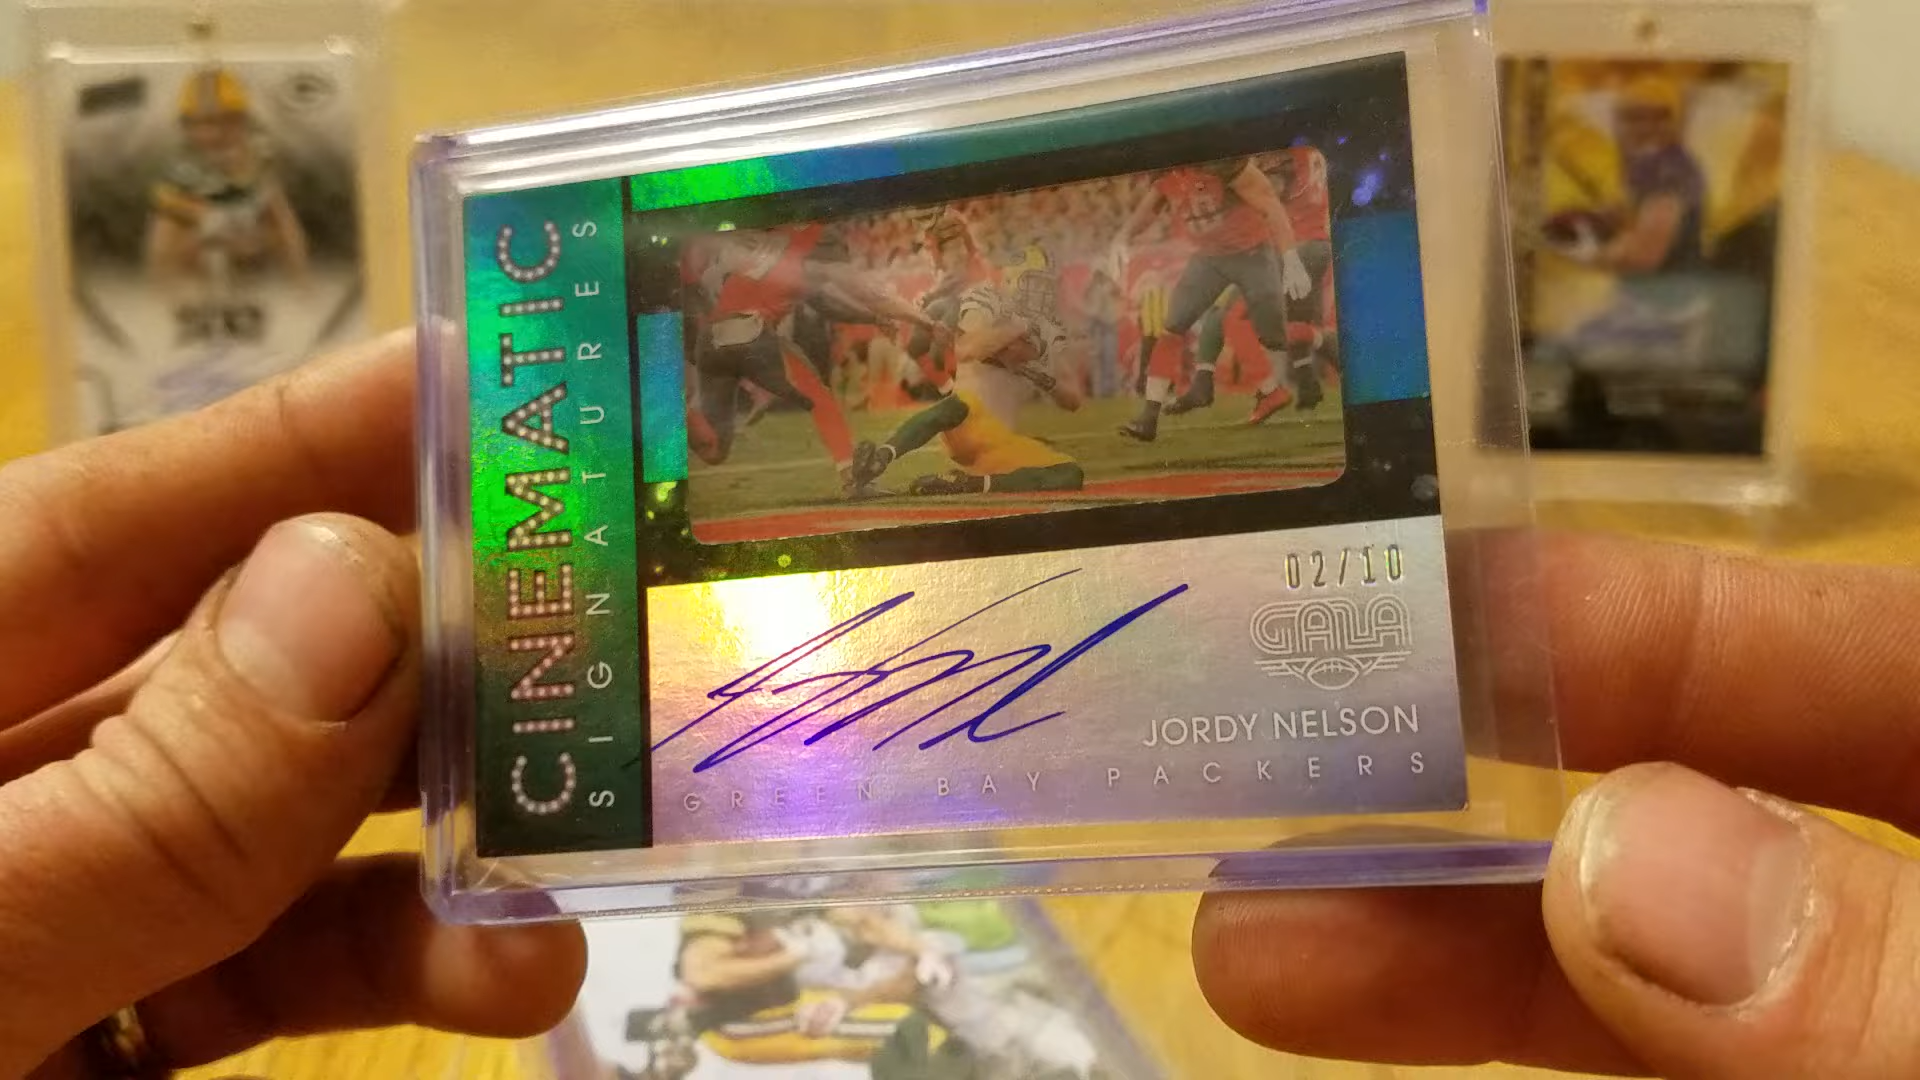 CINEMATIC
SIGNATURES
02/10
GALA
JORDY NELSON
GREEN BAY PACKERS